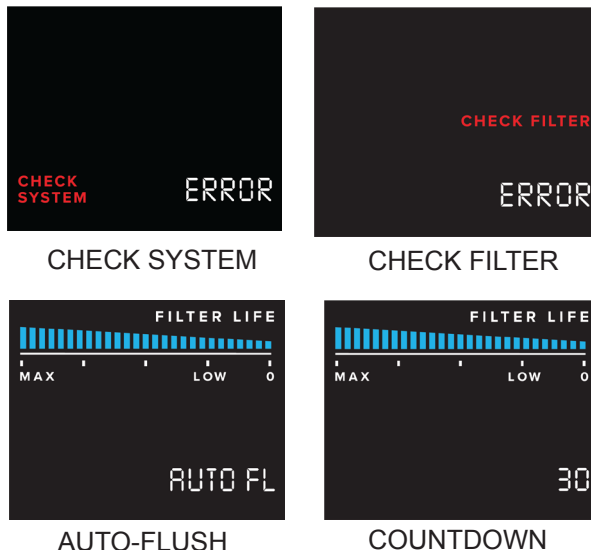 CHECK
SYSTEM
ERROR
CHECK SYSTEM
CHECK FILTER
ERROR
CHECK FILTER
FILTER LIFE
MAX LOW 0
AUTO FL
AUTO-FLUSH
FILTER LIFE
MAX LOW 0
30
COUNTDOWN